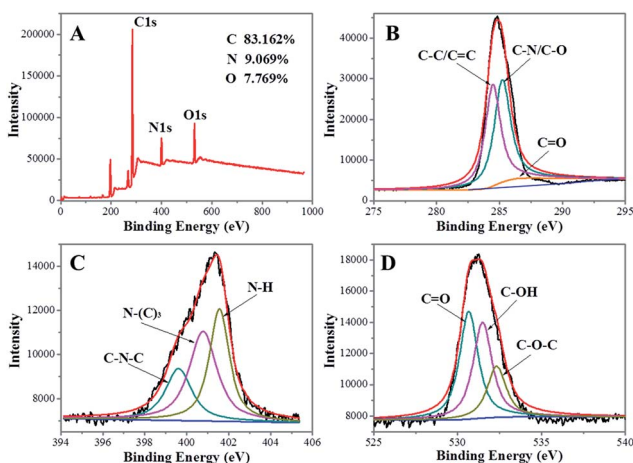 A
C1s
C 83.162%
N 9.069%
O 7.769%
N1s
O1s
Intensity
200000
150000
100000
50000
0
0 200 400 600 800 1000
Binding Energy (eV)
B
C-C/C=C
C-N/C-O
C=O
Intensity
40000
30000
20000
10000
0
275 280 285 290 295
Binding Energy (eV)
C
N-(C)₃
N-H
C-N-C
Intensity
14000
12000
10000
8000
394 396 398 400 402 404 406
Binding Energy (eV)
D
C=O
C-OH
C-O-C
Intensity
18000
16000
14000
12000
10000
8000
525 530 535 540
Binding Energy (eV)